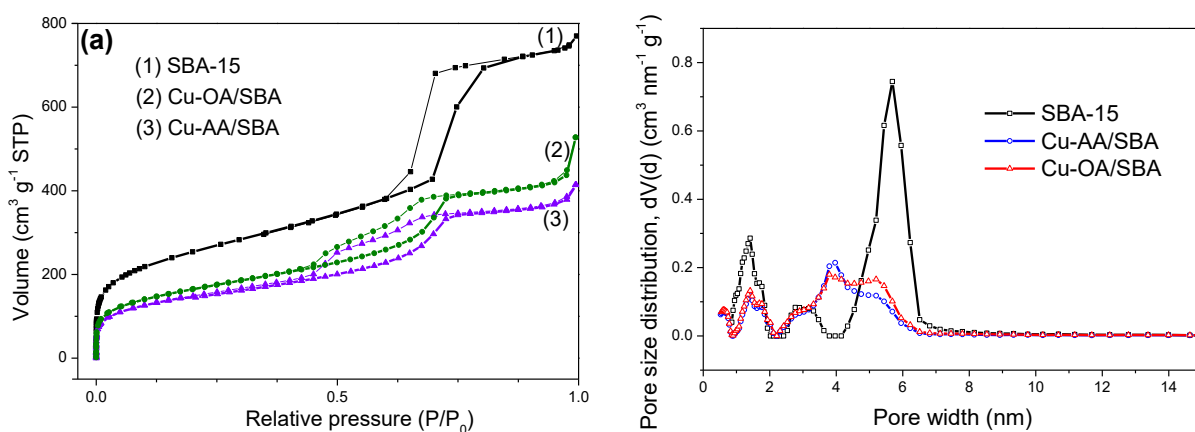 (a)
(1) SBA-15
(2) Cu-OA/SBA
(3) Cu-AA/SBA
(1)
(2)
(3)
800
600
400
200
0
0.0 0.5 1.0
Volume (cm³ g⁻¹ STP)
Relative pressure (P/P₀)
SBA-15
Cu-AA/SBA
Cu-OA/SBA
0.8
0.6
0.4
0.2
0.0
0 2 4 6 8 10 12 14
Pore size distribution, dV(d) (cm³ nm⁻¹ g⁻¹)
Pore width (nm)